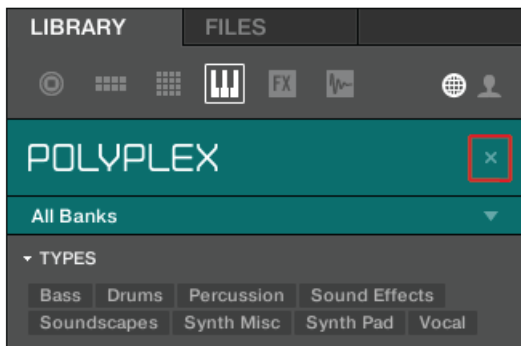 LIBRARY FILES
FX
POLYPLEX ×
All Banks
TYPES
Bass Drums Percussion Sound Effects
Soundscapes Synth Misc Synth Pad Vocal